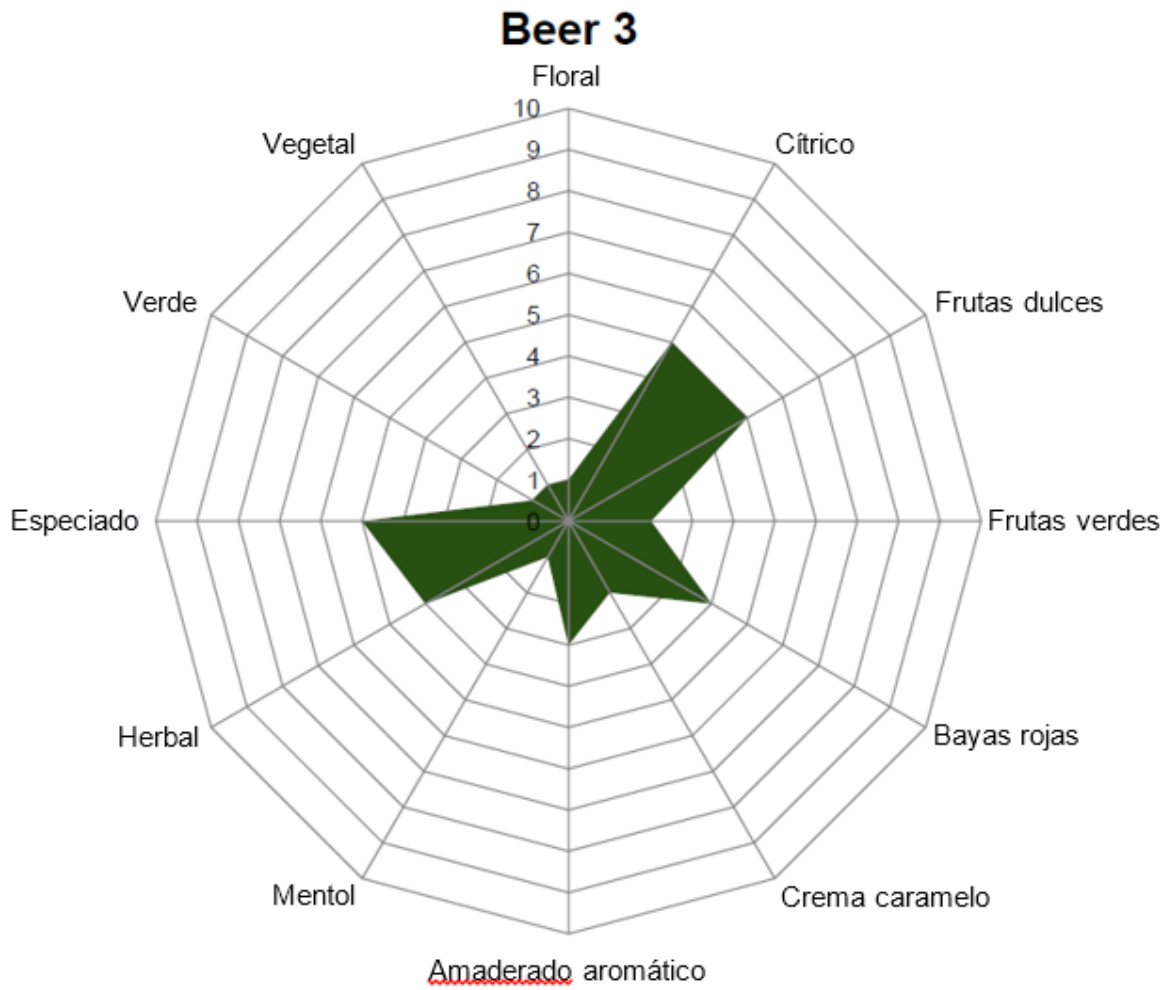 Beer 3
Floral
10
9
8
7
6
5
4
3
2
1
0
Cítrico
Frutas dulces
Frutas verdes
Bayas rojas
Crema caramelo
Amaderado aromático
Mentol
Herbal
Especiado
Verde
Vegetal